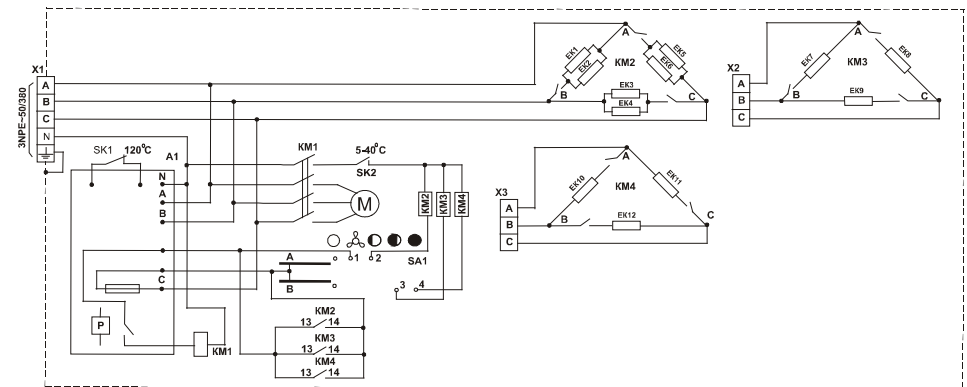 X1
3NPE~50/380
A
B
C
N
SK1
120°C
A1
N
A
B
C
P
KM1
KM1
5-40°C
SK2
M
KM2
KM3
KM4
1
2
SA1
A
B
3
4
KM2
13
14
KM3
13
14
KM4
13
14
A
EK1
EK2
KM2
EK5
EK6
EK3
EK4
B
C
X2
A
B
C
A
EK7
KM3
EK8
B
EK9
C
X3
A
B
C
A
EK10
KM4
EK11
B
EK12
C